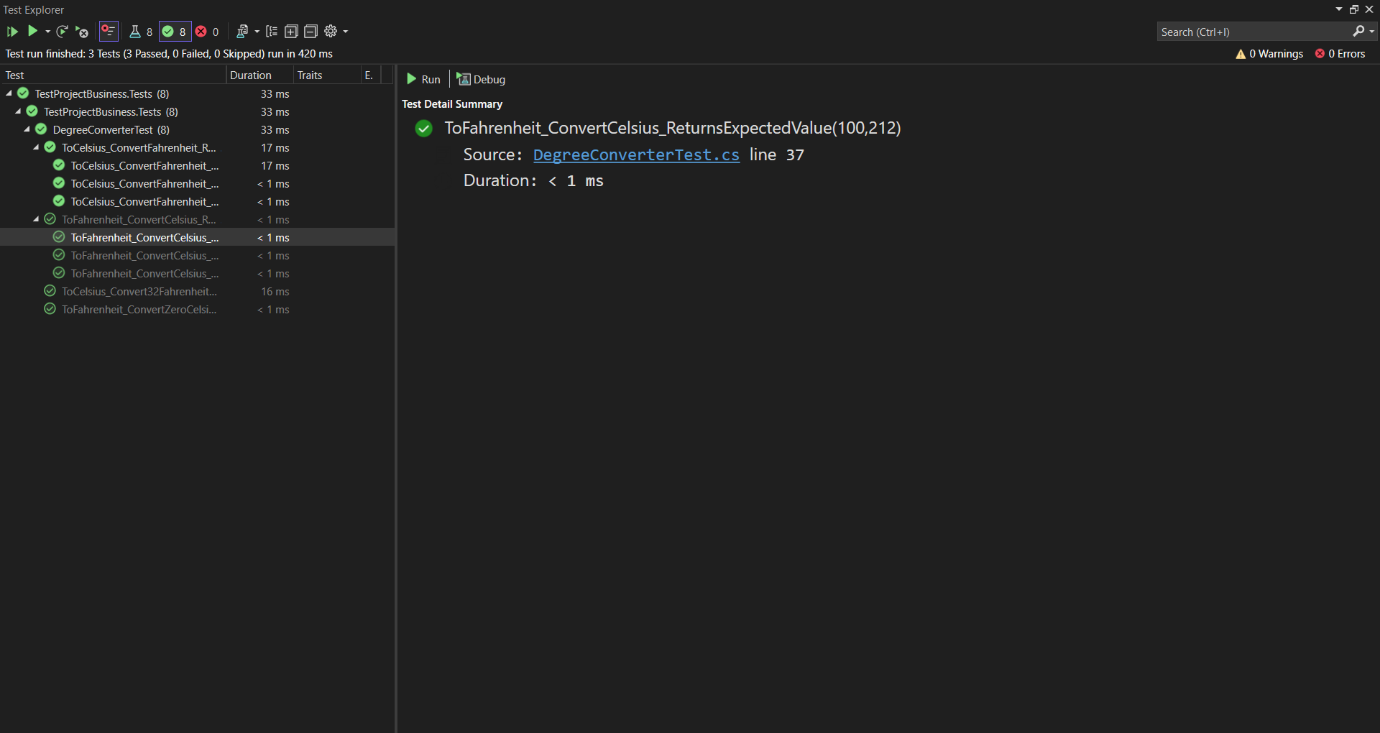 Test Explorer
8 8 0
Search (Ctrl+I)
Test run finished: 3 Tests (3 Passed, 0 Failed, 0 Skipped) run in 420 ms
0 Warnings 0 Errors
Test Duration Traits E.
TestProjectBusiness.Tests (8) 33 ms
TestProjectBusiness.Tests (8) 33 ms
DegreeConverterTest (8) 33 ms
ToCelsius_ConvertFahrenheit_R... 17 ms
ToCelsius_ConvertFahrenheit_... 17 ms
ToCelsius_ConvertFahrenheit_... < 1 ms
ToCelsius_ConvertFahrenheit_... < 1 ms
ToFahrenheit_ConvertCelsius_R... < 1 ms
ToFahrenheit_ConvertCelsius_... < 1 ms
ToFahrenheit_ConvertCelsius_... < 1 ms
ToFahrenheit_ConvertCelsius_... < 1 ms
ToCelsius_Convert32Fahrenheit... 16 ms
ToFahrenheit_ConvertZeroCelsi... < 1 ms
Run Debug
Test Detail Summary
ToFahrenheit_ConvertCelsius_ReturnsExpectedValue(100,212)
Source: DegreeConverterTest.cs line 37
Duration: < 1 ms